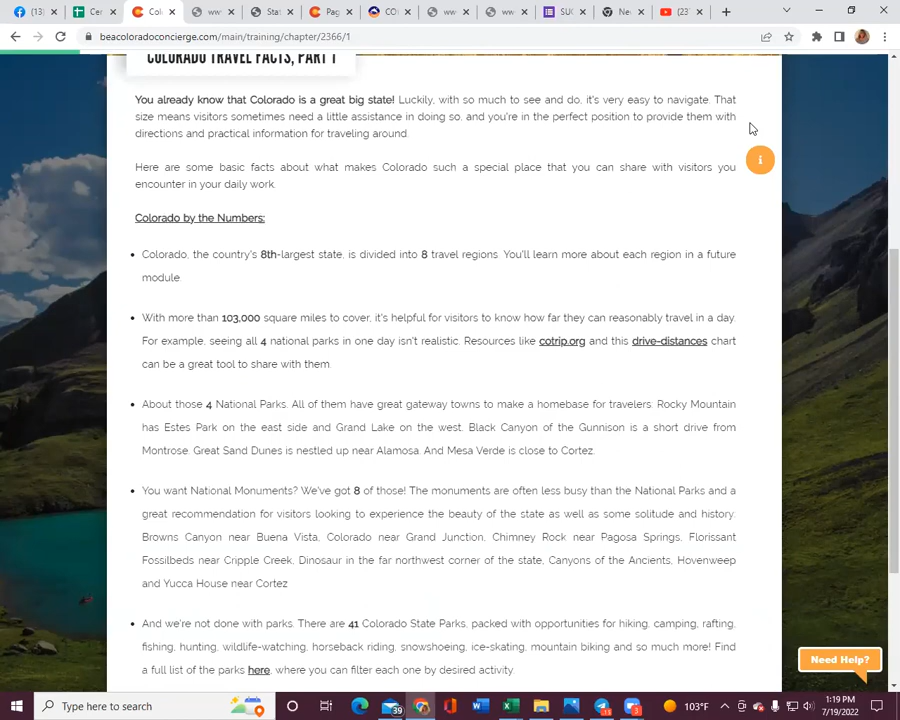 (13)
Cer
Col
www
Stat
Pag
CO
www
www
SUC
Ne
(237
beacoloradoconcierge.com/main/training/chapter/2366/1
COLORADO TRAVEL FACTS, PART 1
You already know that Colorado is a great big state! Luckily, with so much to see and do, it's very easy to navigate. That
size means visitors sometimes need a little assistance in doing so, and you're in the perfect position to provide them with
directions and practical information for traveling around.
Here are some basic facts about what makes Colorado such a special place that you can share with visitors you
encounter in your daily work.
i
Colorado by the Numbers:
Colorado, the country's 8th-largest state, is divided into 8 travel regions. You'll learn more about each region in a future
module.
With more than 103,000 square miles to cover, it's helpful for visitors to know how far they can reasonably travel in a day.
For example, seeing all 4 national parks in one day isn't realistic. Resources like cotrip.org and this drive-distances chart
can be a great tool to share with them.
About those 4 National Parks. All of them have great gateway towns to make a homebase for travelers: Rocky Mountain
has Estes Park on the east side and Grand Lake on the west. Black Canyon of the Gunnison is a short drive from
Montrose. Great Sand Dunes is nestled up near Alamosa. And Mesa Verde is close to Cortez.
You want National Monuments? We've got 8 of those! The monuments are often less busy than the National Parks and a
great recommendation for visitors looking to experience the beauty of the state as well as some solitude and history:
Browns Canyon near Buena Vista, Colorado near Grand Junction, Chimney Rock near Pagosa Springs, Florissant
Fossilbeds near Cripple Creek, Dinosaur in the far northwest corner of the state, Canyons of the Ancients, Hovenweep
and Yucca House near Cortez
And we're not done with parks. There are 41 Colorado State Parks, packed with opportunities for hiking, camping, rafting,
fishing, hunting, wildlife-watching, horseback riding, snowshoeing, ice-skating, mountain biking and so much more! Find
a full list of the parks here, where you can filter each one by desired activity.
Need Help?
Type here to search
39
103°F
1:19 PM
7/19/2022